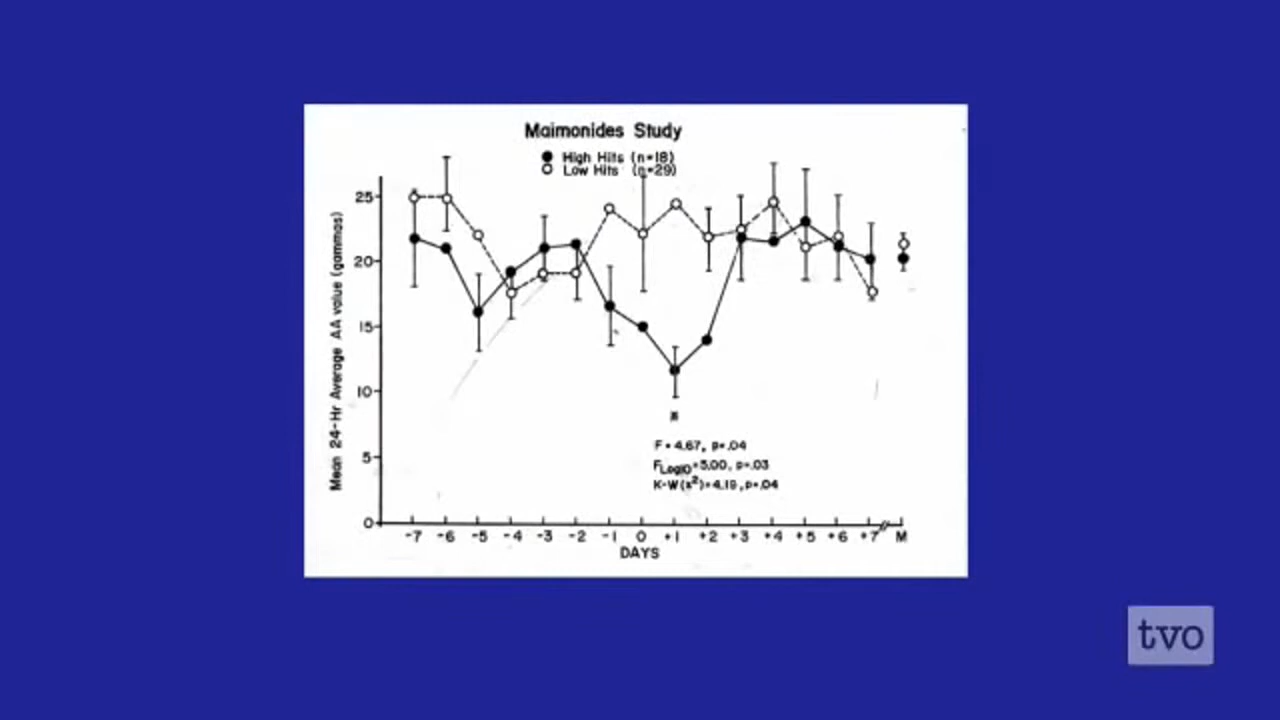 Maimonides Study
High Hits (n=18)
Low Hits (n=29)
Mean 24-Hr Average AA value (gammas)
25
20
15
10
5
0
*
F=4.67, p=.04
FLog10=5.00, p=.03
K-W(x²)=4.19, p=.04
-7 -6 -5 -4 -3 -2 -1 0 +1 +2 +3 +4 +5 +6 +7 M
DAYS
tvo